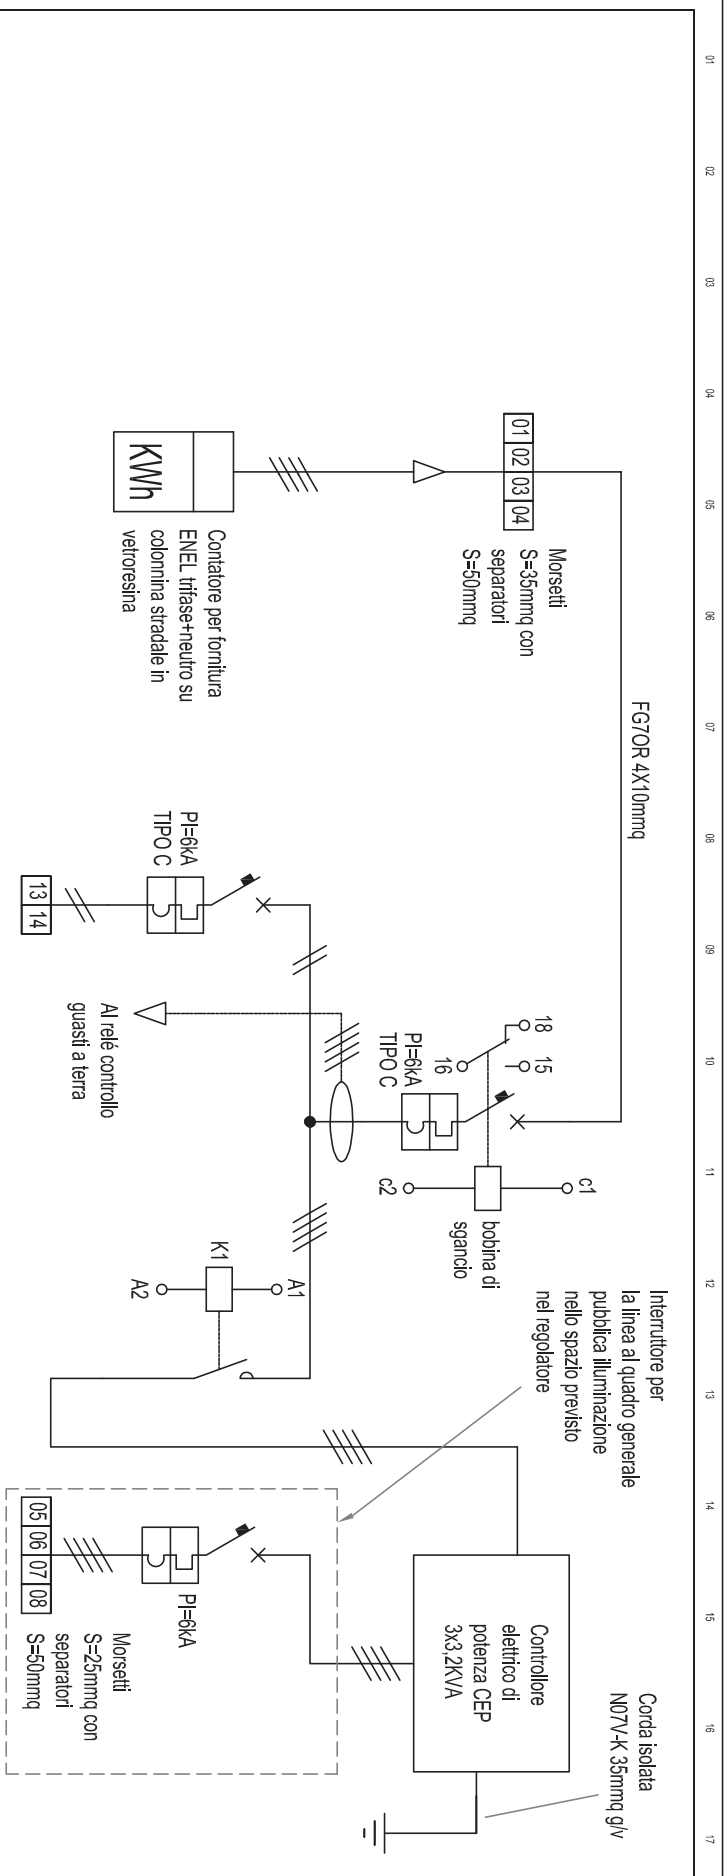 01
02
03
04
05
06
07
08
09
10
11
12
13
14
15
16
17
FG7OR 4X10mmq
01 02 03 04
Morsetti
S=35mmq con
separatori
S=50mmq
KWh
Contatore per fornitura
ENEL trifase+neutro su
colonnina stradale in
vetroresina
PI=6kA
TIPO C
13 14
Al relé controllo
guasti a terra
18
15
16
PI=6kA
TIPO C
c1
c2
bobina di
sgancio
K1
A1
A2
Interruttore per
la linea al quadro generale
pubblica illuminazione
nello spazio previsto
nel regolatore
Controllore
elettrico di
potenza CEP
3x3,2KVA
Corda isolata
N07V-K 35mmq g/v
PI=6kA
05 06 07 08
Morsetti
S=25mmq con
separatori
S=50mmq